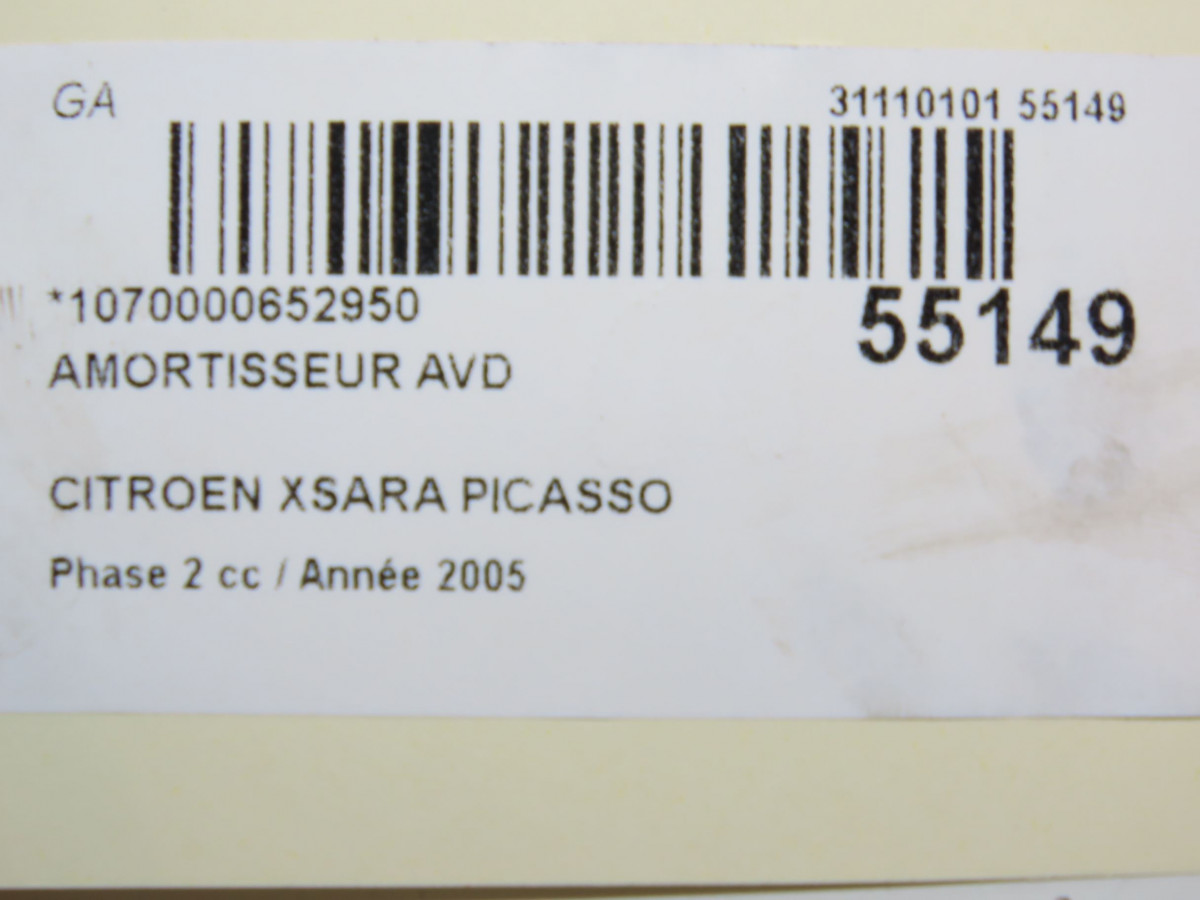 GA
31110101 55149
*1070000652950
55149
AMORTISSEUR AVD
CITROEN XSARA PICASSO
Phase 2 cc / Année 2005